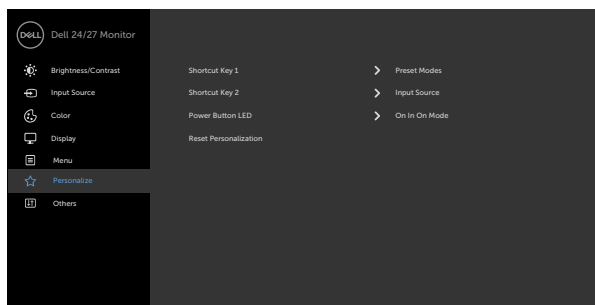 DELL Dell 24/27 Monitor
Brightness/Contrast Shortcut Key 1 Preset Modes
Input Source Shortcut Key 2 Input Source
Color Power Button LED On In On Mode
Display Reset Personalization
Menu
Personalize
Others